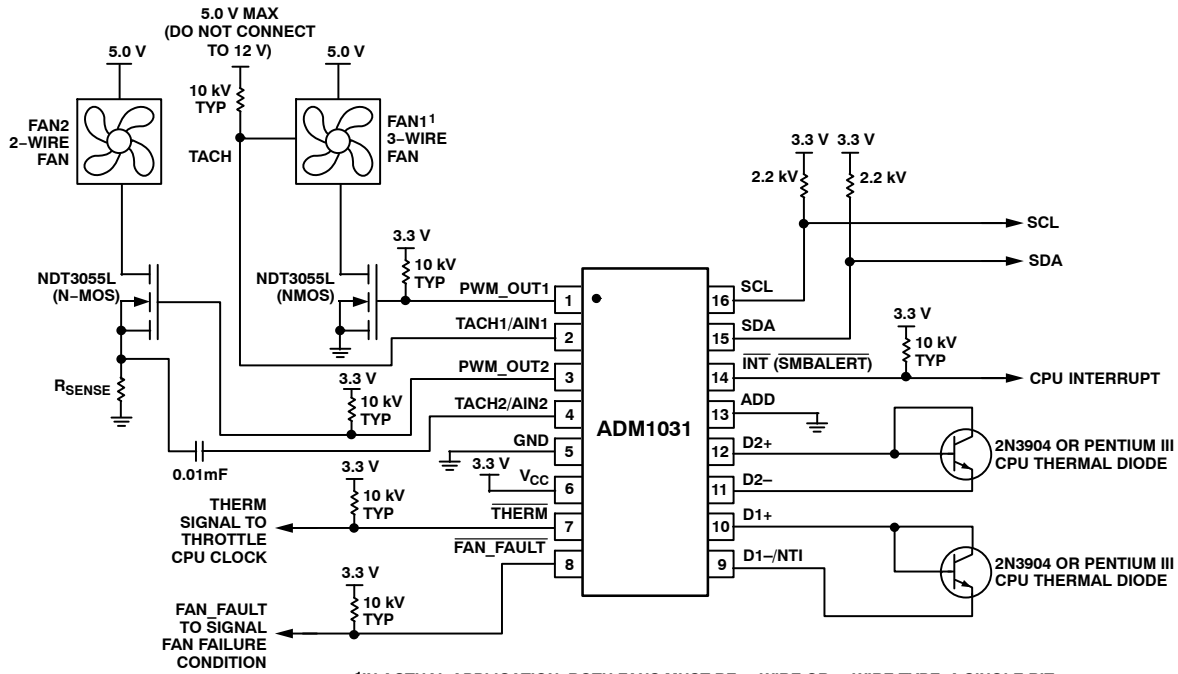 5.0 V MAX
(DO NOT CONNECT
TO 12 V)
5.0 V
5.0 V
10 kV
TYP
FAN2
2–WIRE
FAN
TACH
FAN1¹
3–WIRE
FAN
3.3 V
3.3 V
2.2 kV
2.2 kV
SCL
SDA
NDT3055L
(N–MOS)
NDT3055L
(NMOS)
3.3 V
10 kV
TYP
PWM_OUT1
1
TACH1/AIN1
2
PWM_OUT2
3
TACH2/AIN2
4
GND
5
VCC
6
THERM
7
FAN_FAULT
8
ADM1031
16
SCL
15
SDA
14
INT (SMBALERT)
13
ADD
12
D2+
11
D2–
10
D1+
9
D1–/NTI
3.3 V
10 kV
TYP
CPU INTERRUPT
RSENSE
3.3 V
10 kV
TYP
0.01mF
3.3 V
3.3 V
10 kV
TYP
THERM
SIGNAL TO
THROTTLE
CPU CLOCK
3.3 V
10 kV
TYP
FAN_FAULT
TO SIGNAL
FAN FAILURE
CONDITION
2N3904 OR PENTIUM III
CPU THERMAL DIODE
2N3904 OR PENTIUM III
CPU THERMAL DIODE